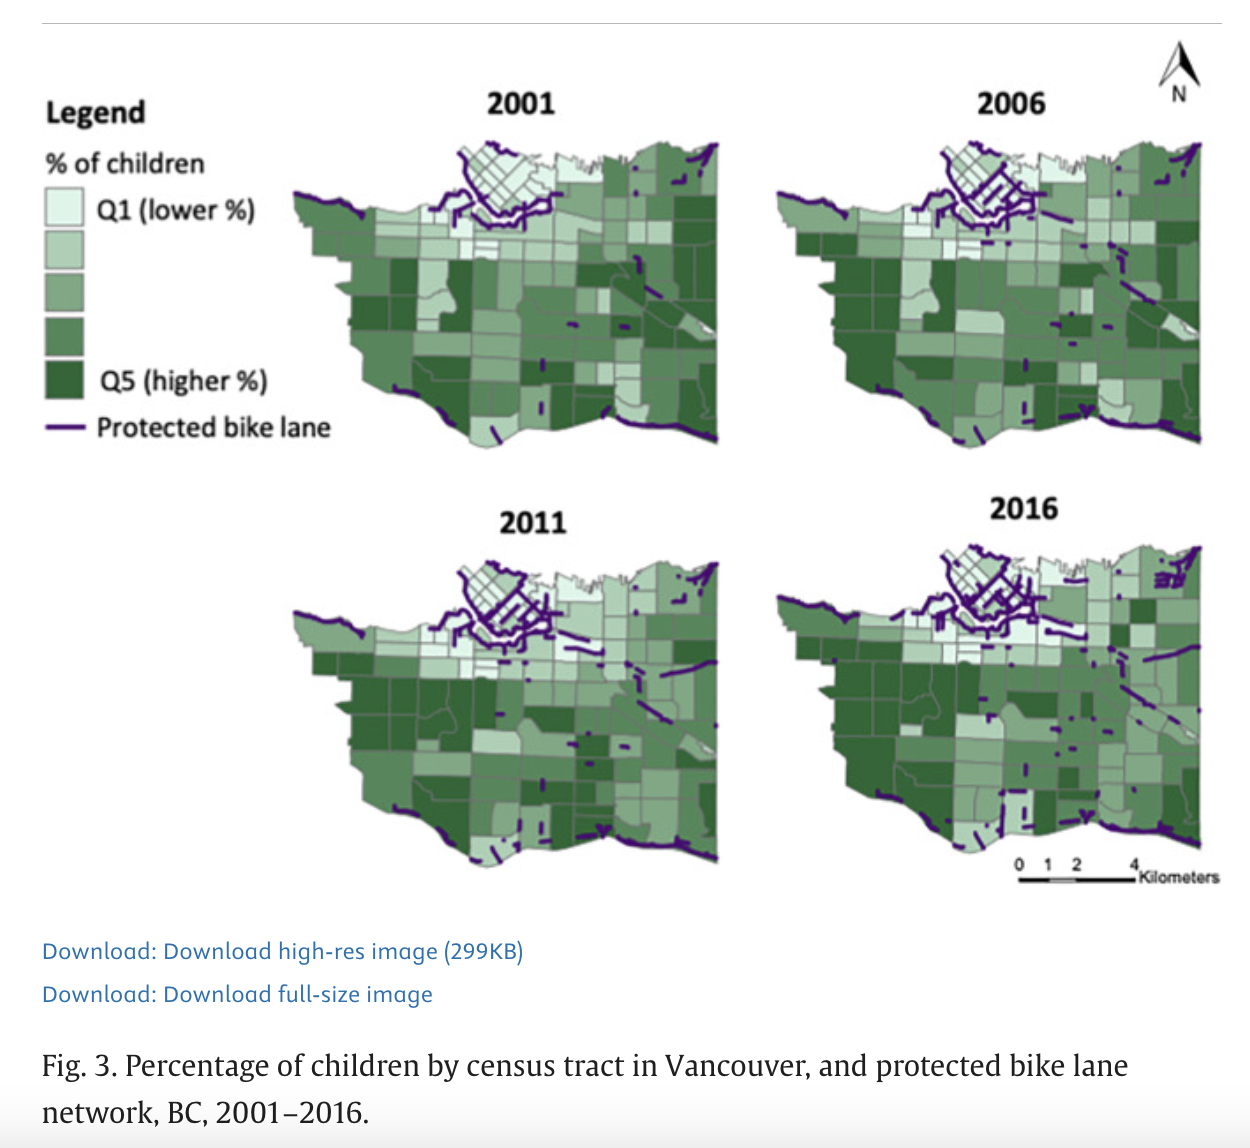 N
2001
2006
Legend
% of children
Q1 (lower %)
Q5 (higher %)
Protected bike lane
2011
2016
0 1 2 4
Kilometers
Download: Download high-res image (299KB)
Download: Download full-size image
Fig. 3. Percentage of children by census tract in Vancouver, and protected bike lane
network, BC, 2001–2016.